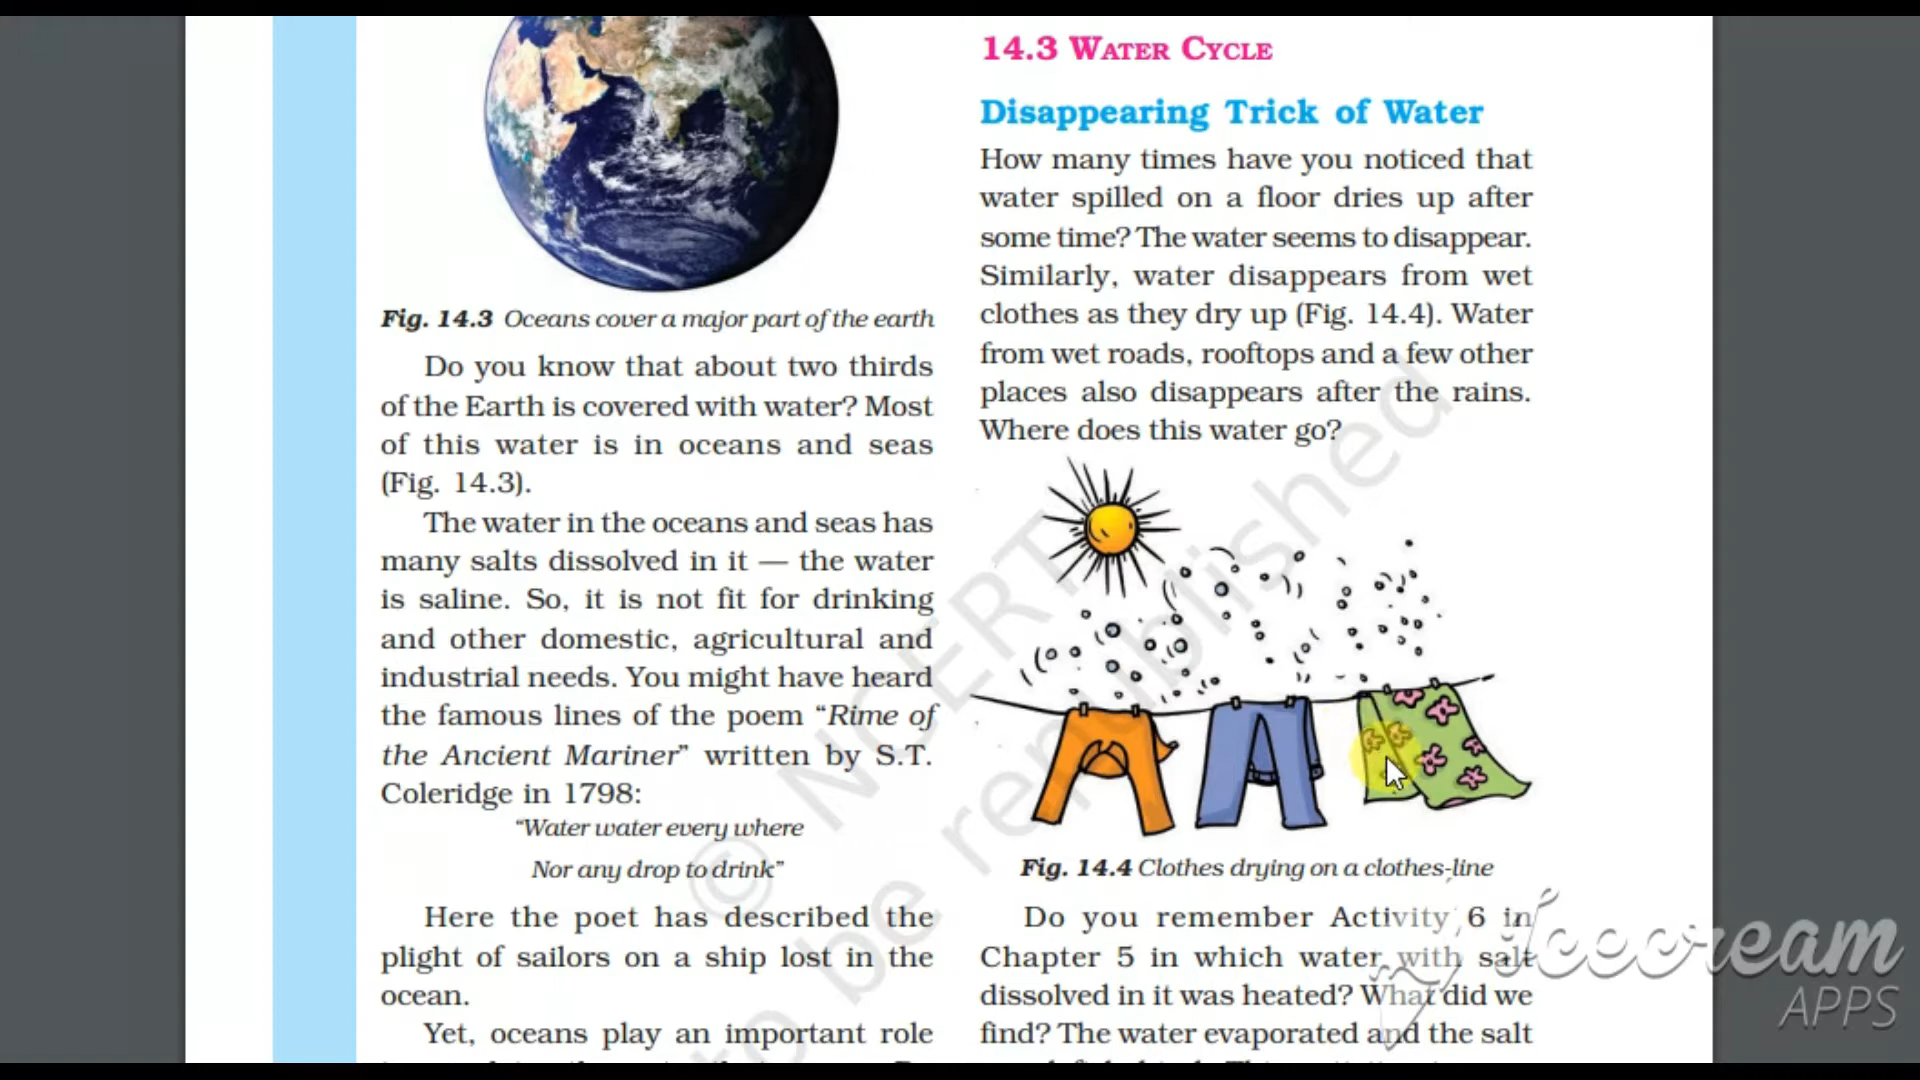 Fig. 14.3 Oceans cover a major part of the earth
Do you know that about two thirds
of the Earth is covered with water? Most
of this water is in oceans and seas
(Fig. 14.3).
The water in the oceans and seas has
many salts dissolved in it — the water
is saline. So, it is not fit for drinking
and other domestic, agricultural and
industrial needs. You might have heard
the famous lines of the poem “Rime of
the Ancient Mariner” written by S.T.
Coleridge in 1798:
“Water water every where
Nor any drop to drink”
Here the poet has described the
plight of sailors on a ship lost in the
ocean.
Yet, oceans play an important role
14.3 WATER CYCLE
Disappearing Trick of Water
How many times have you noticed that
water spilled on a floor dries up after
some time? The water seems to disappear.
Similarly, water disappears from wet
clothes as they dry up (Fig. 14.4). Water
from wet roads, rooftops and a few other
places also disappears after the rains.
Where does this water go?
Fig. 14.4 Clothes drying on a clothes-line
Do you remember Activity 6 in
Chapter 5 in which water with salt
dissolved in it was heated? What did we
find? The water evaporated and the salt
© NCERT
to be republished
Icecream
APPS